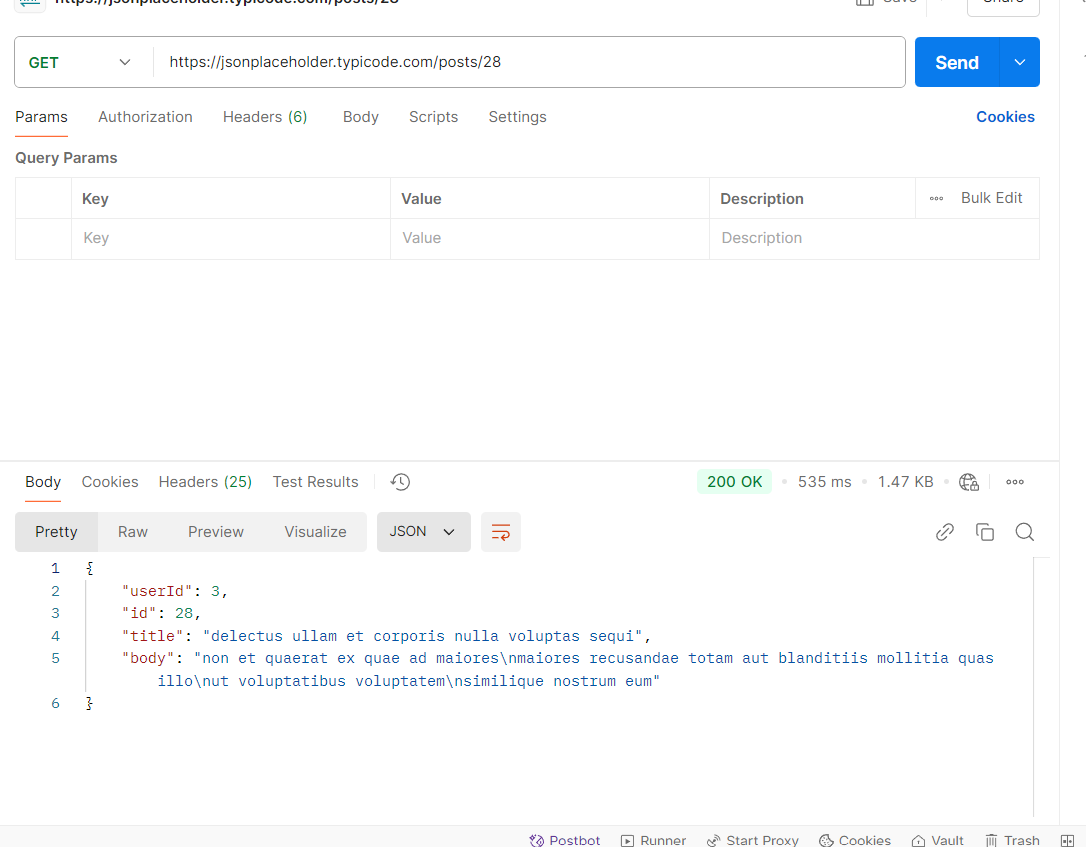 https://jsonplaceholder.typicode.com/posts/28 Save Share
GET https://jsonplaceholder.typicode.com/posts/28 Send
Params Authorization Headers (6) Body Scripts Settings Cookies
Query Params
Key Value Description Bulk Edit
Key Value Description
Body Cookies Headers (25) Test Results 200 OK 535 ms 1.47 KB
Pretty Raw Preview Visualize JSON
1 {
2 "userId": 3,
3 "id": 28,
4 "title": "delectus ullam et corporis nulla voluptas sequi",
5 "body": "non et quaerat ex quae ad maiores\nmaiores recusandae totam aut blanditiis mollitia quas
illo\nut voluptatibus voluptatem\nsimilique nostrum eum"
6 }
Postbot Runner Start Proxy Cookies Vault Trash